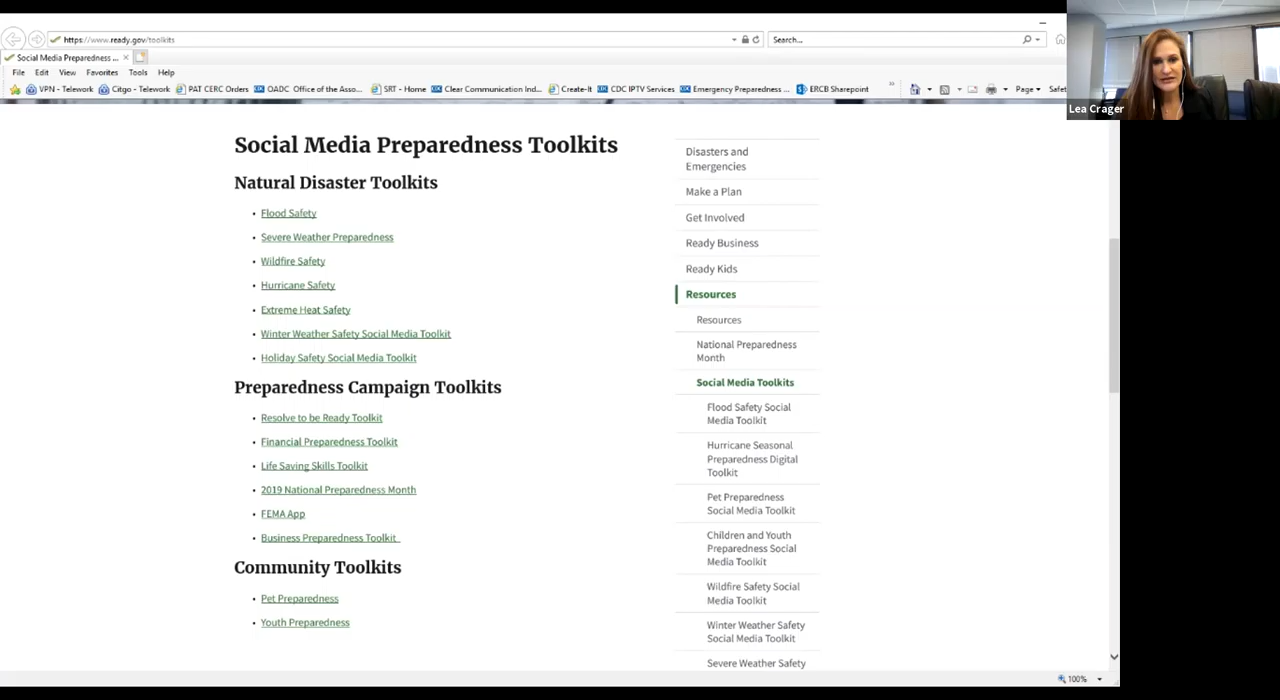 https://www.ready.gov/toolkits
Search...
Social Media Preparedness ...
File Edit View Favorites Tools Help
VPN - Telework Citgo - Telework PAT CERC Orders OADC Office of the Asso... SRT - Home Clear Communication Ind... Create-It CDC IPTV Services Emergency Preparedness ... ERCB Sharepoint Page Safet
Lea Crager
Social Media Preparedness Toolkits
Natural Disaster Toolkits
• Flood Safety
• Severe Weather Preparedness
• Wildfire Safety
• Hurricane Safety
• Extreme Heat Safety
• Winter Weather Safety Social Media Toolkit
• Holiday Safety Social Media Toolkit
Preparedness Campaign Toolkits
• Resolve to be Ready Toolkit
• Financial Preparedness Toolkit
• Life Saving Skills Toolkit
• 2019 National Preparedness Month
• FEMA App
• Business Preparedness Toolkit
Community Toolkits
• Pet Preparedness
• Youth Preparedness
Disasters and
Emergencies
Make a Plan
Get Involved
Ready Business
Ready Kids
Resources
Resources
National Preparedness
Month
Social Media Toolkits
Flood Safety Social
Media Toolkit
Hurricane Seasonal
Preparedness Digital
Toolkit
Pet Preparedness
Social Media Toolkit
Children and Youth
Preparedness Social
Media Toolkit
Wildfire Safety Social
Media Toolkit
Winter Weather Safety
Social Media Toolkit
Severe Weather Safety
100%